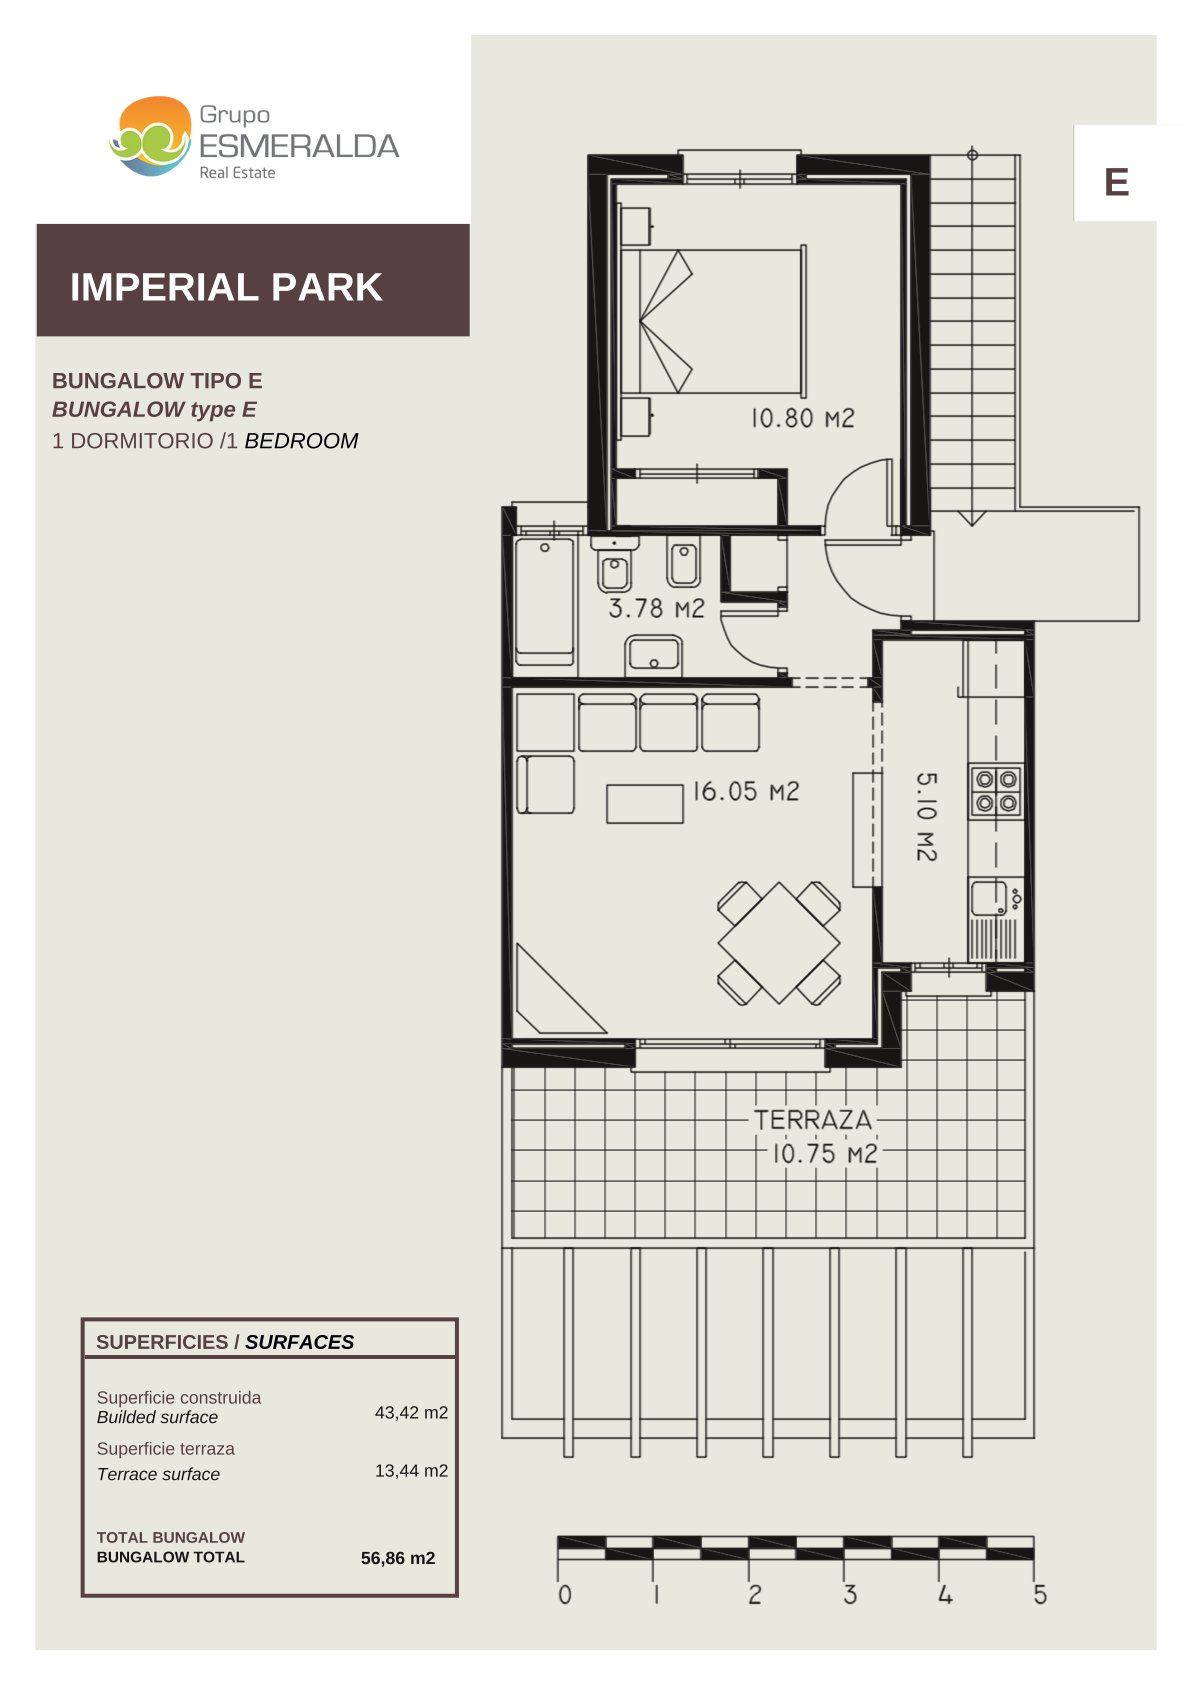 Grupo
ESMERALDA
Real Estate
E
IMPERIAL PARK
BUNGALOW TIPO E
BUNGALOW type E
1 DORMITORIO /1 BEDROOM
10.80 M2
3.78 M2
16.05 M2
5.10 M2
TERRAZA
10.75 M2
SUPERFICIES / SURFACES
Superficie construida
Builded surface 43,42 m2
Superficie terraza
Terrace surface 13,44 m2
TOTAL BUNGALOW
BUNGALOW TOTAL 56,86 m2
0 1 2 3 4 5